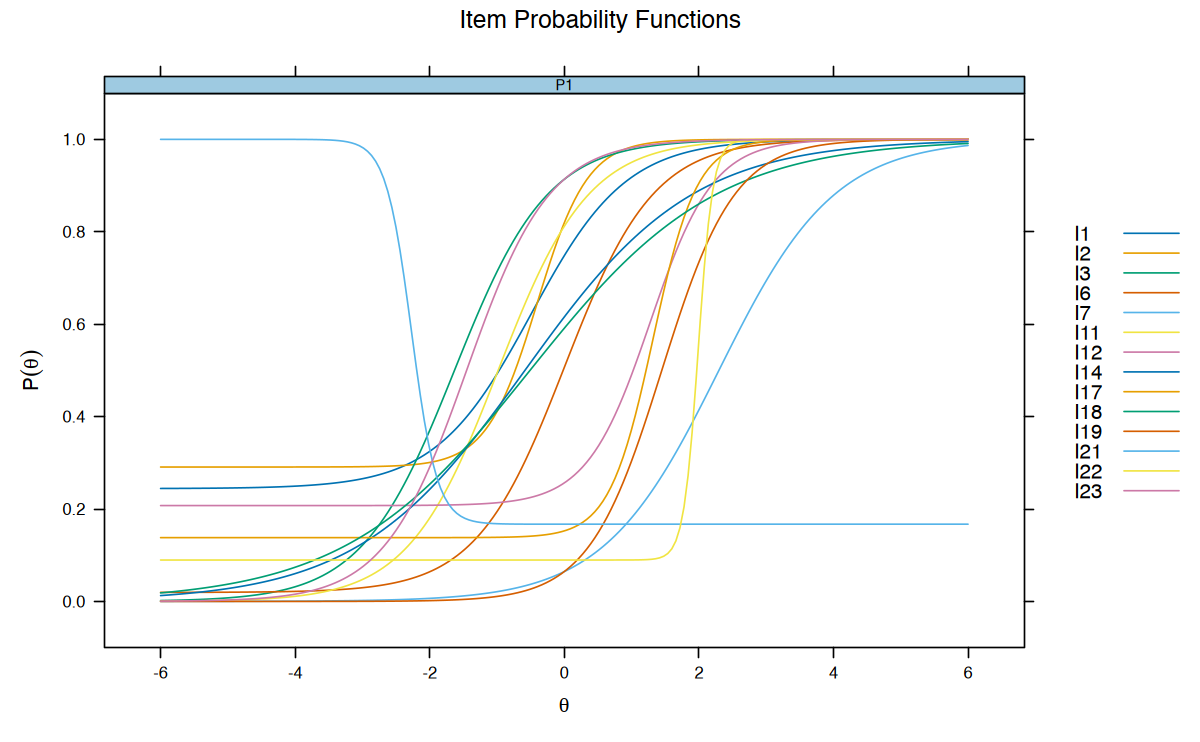 Item Probability Functions
P1
1.0
0.8
0.6
0.4
0.2
0.0
P(θ)
-6
-4
-2
0
2
4
6
θ
I1
I2
I3
I6
I7
I11
I12
I14
I17
I18
I19
I21
I22
I23